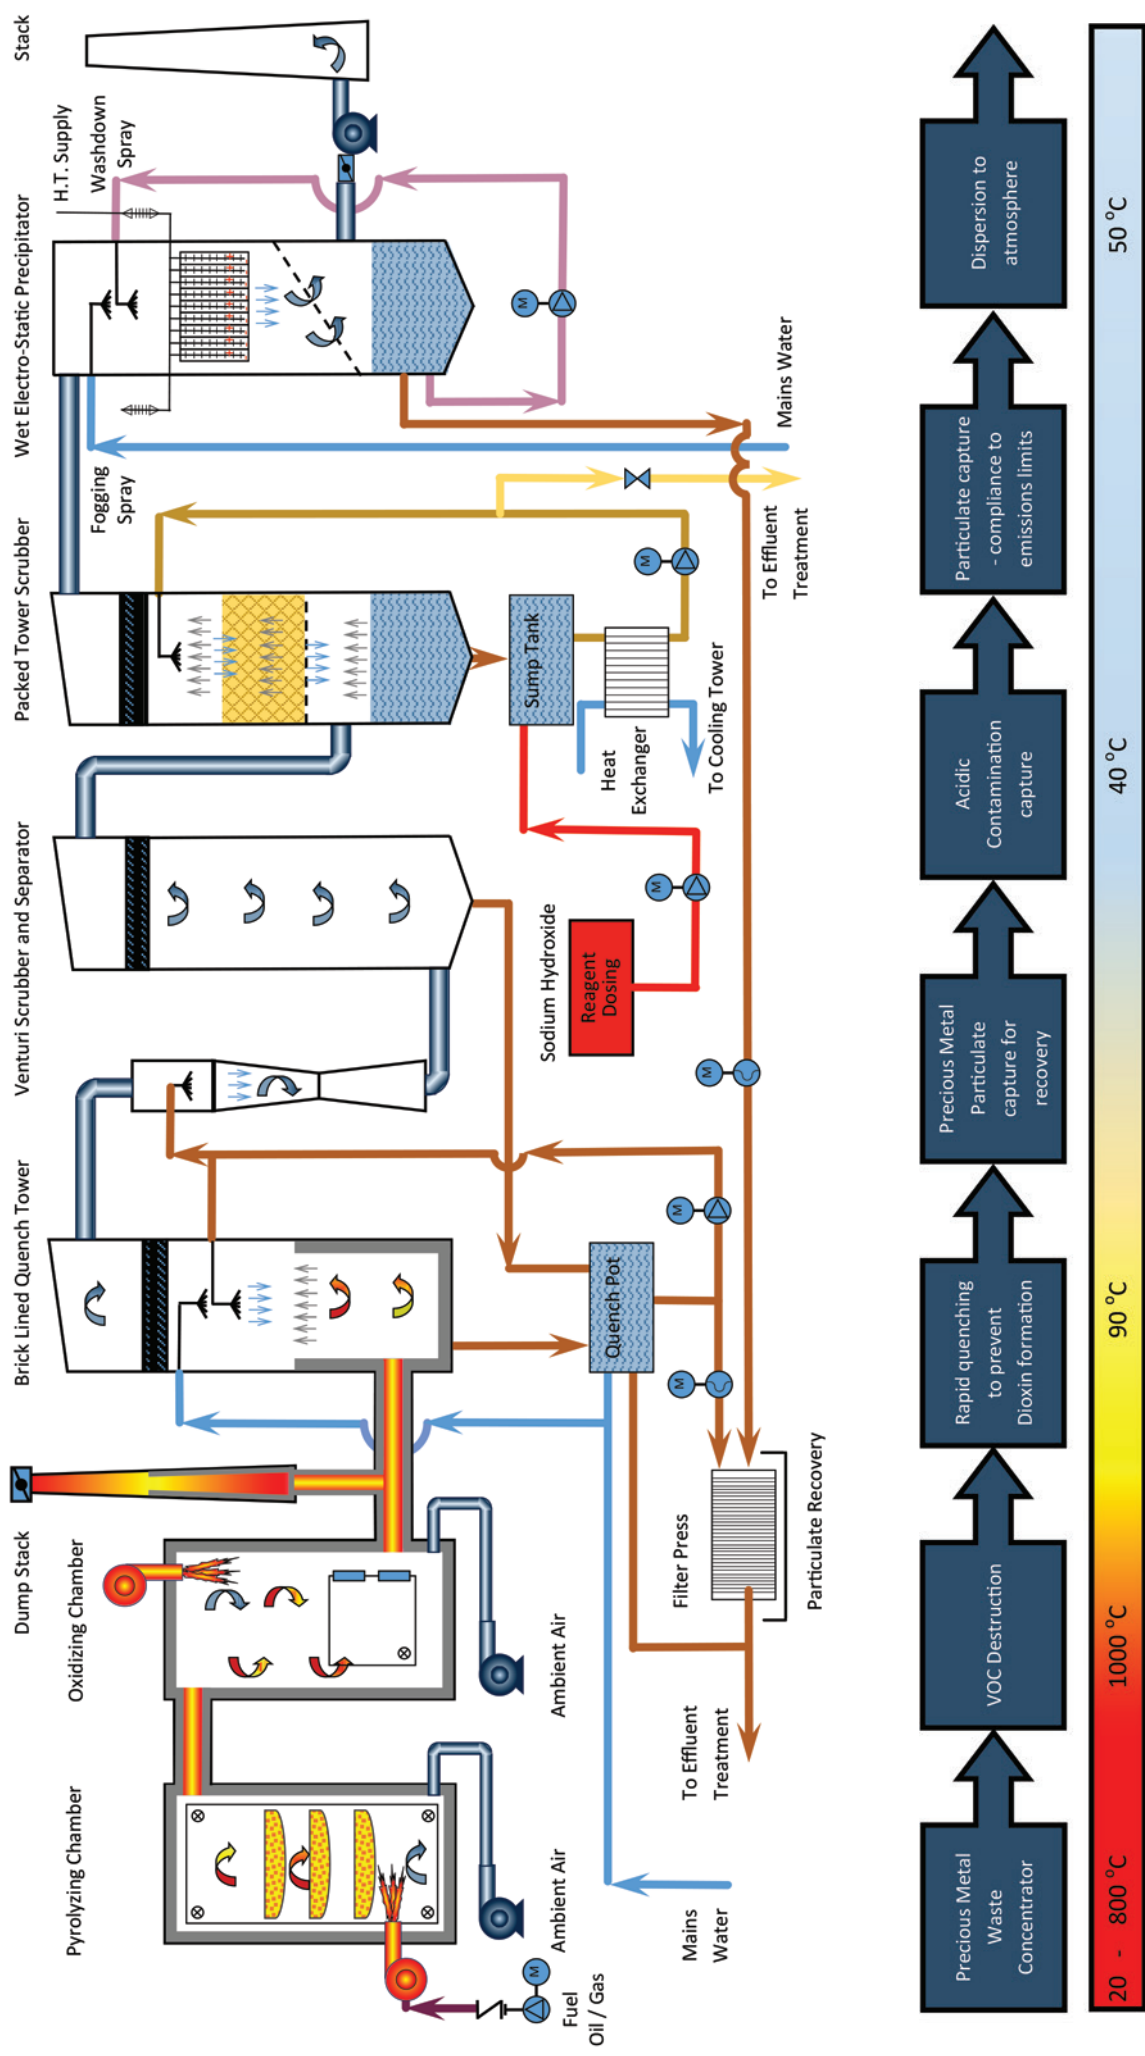 Pyrolyzing Chamber
Oxidizing Chamber
Dump Stack
Brick Lined Quench Tower
Venturi Scrubber and Separator
Packed Tower Scrubber
Wet Electro-Static Precipitator
Stack
H.T. Supply
Washdown
Spray
Fogging
Spray
Fuel
Oil / Gas
M
Ambient Air
Ambient Air
Mains
Water
To Effluent
Treatment
Filter Press
Particulate Recovery
Quench Pot
M
M
M
Sodium Hydroxide
Reagent
Dosing
M
Sump Tank
Heat
Exchanger
To Cooling Tower
M
To Effluent
Treatment
Mains Water
M
Precious Metal
Waste
Concentrator
VOC Destruction
Rapid quenching
to prevent
Dioxin formation
Precious Metal
Particulate
capture for
recovery
Acidic
Contamination
capture
Particulate capture
- compliance to
emissions limits
Dispersion to
atmosphere
20 - 800 °C
1000 °C
90 °C
40 °C
50 °C